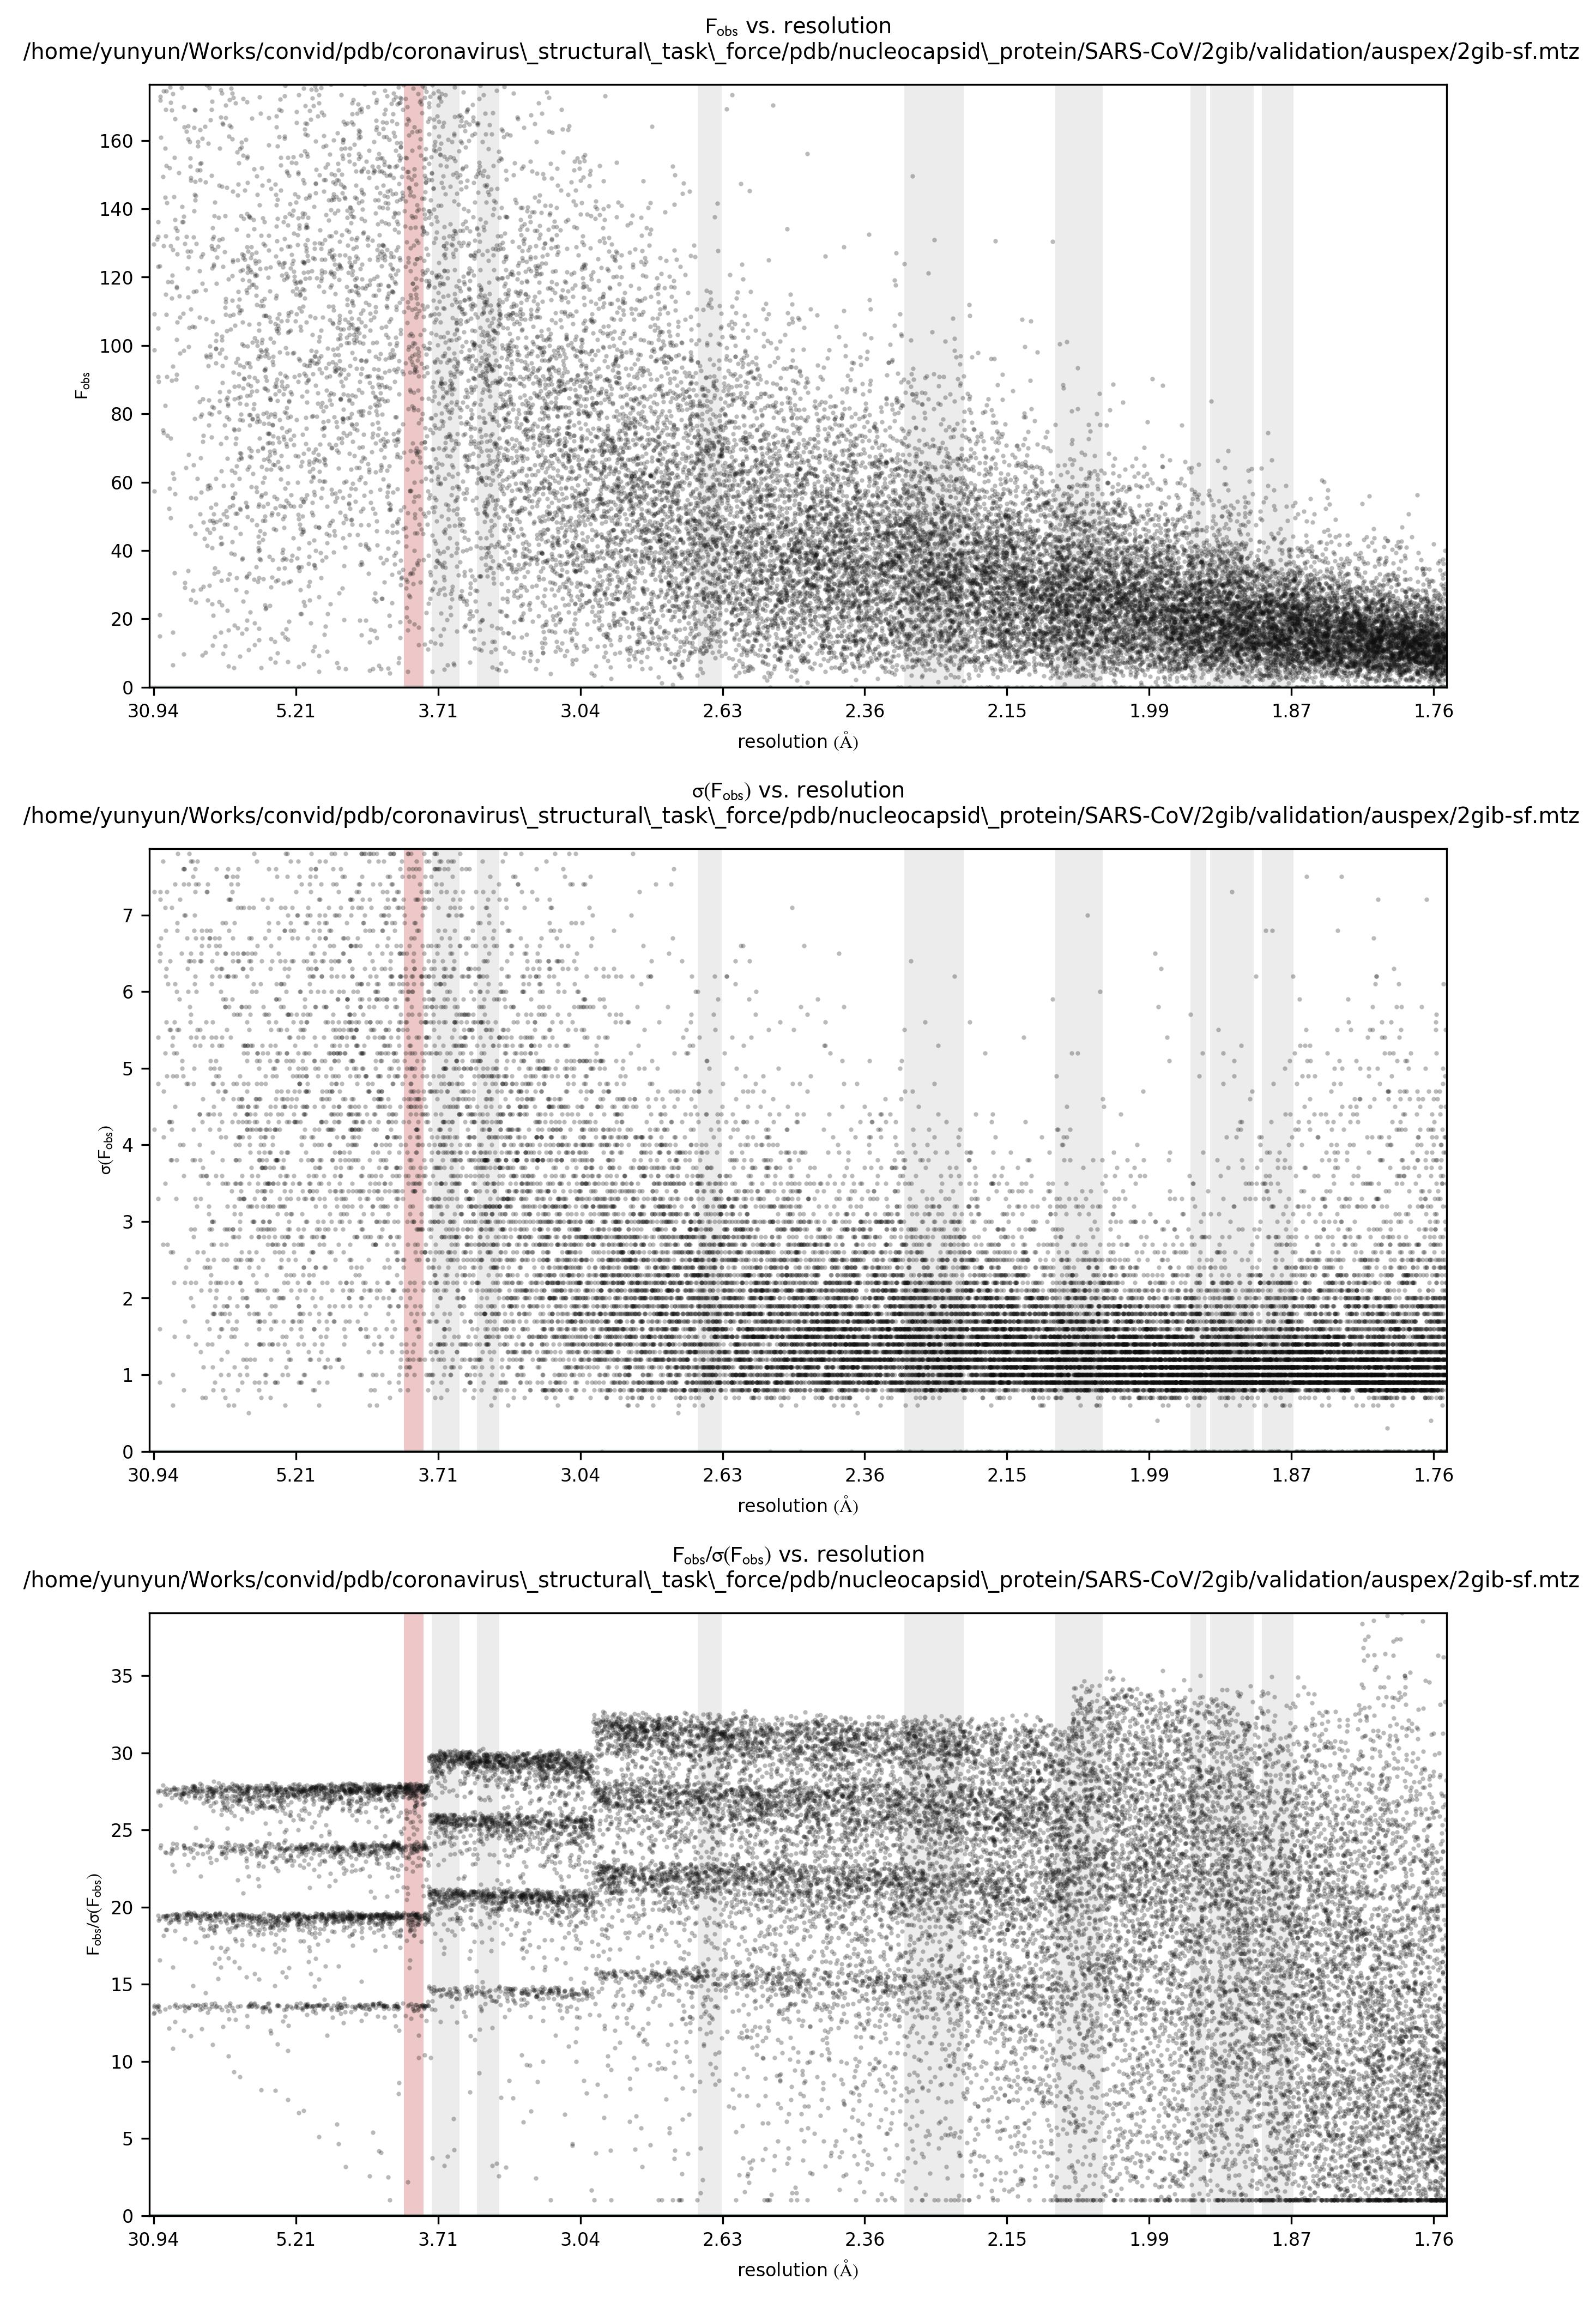 Fobs vs. resolution
/home/yunyun/Works/convid/pdb/coronavirus\_structural\_task\_force/pdb/nucleocapsid\_protein/SARS-CoV/2gib/validation/auspex/2gib-sf.mtz
160
140
120
100
80
60
40
20
0
Fobs
30.94 5.21 3.71 3.04 2.63 2.36 2.15 1.99 1.87 1.76
resolution (Å)
σ(Fobs) vs. resolution
/home/yunyun/Works/convid/pdb/coronavirus\_structural\_task\_force/pdb/nucleocapsid\_protein/SARS-CoV/2gib/validation/auspex/2gib-sf.mtz
7
6
5
4
3
2
1
0
σ(Fobs)
30.94 5.21 3.71 3.04 2.63 2.36 2.15 1.99 1.87 1.76
resolution (Å)
Fobs/σ(Fobs) vs. resolution
/home/yunyun/Works/convid/pdb/coronavirus\_structural\_task\_force/pdb/nucleocapsid\_protein/SARS-CoV/2gib/validation/auspex/2gib-sf.mtz
35
30
25
20
15
10
5
0
Fobs/σ(Fobs)
30.94 5.21 3.71 3.04 2.63 2.36 2.15 1.99 1.87 1.76
resolution (Å)